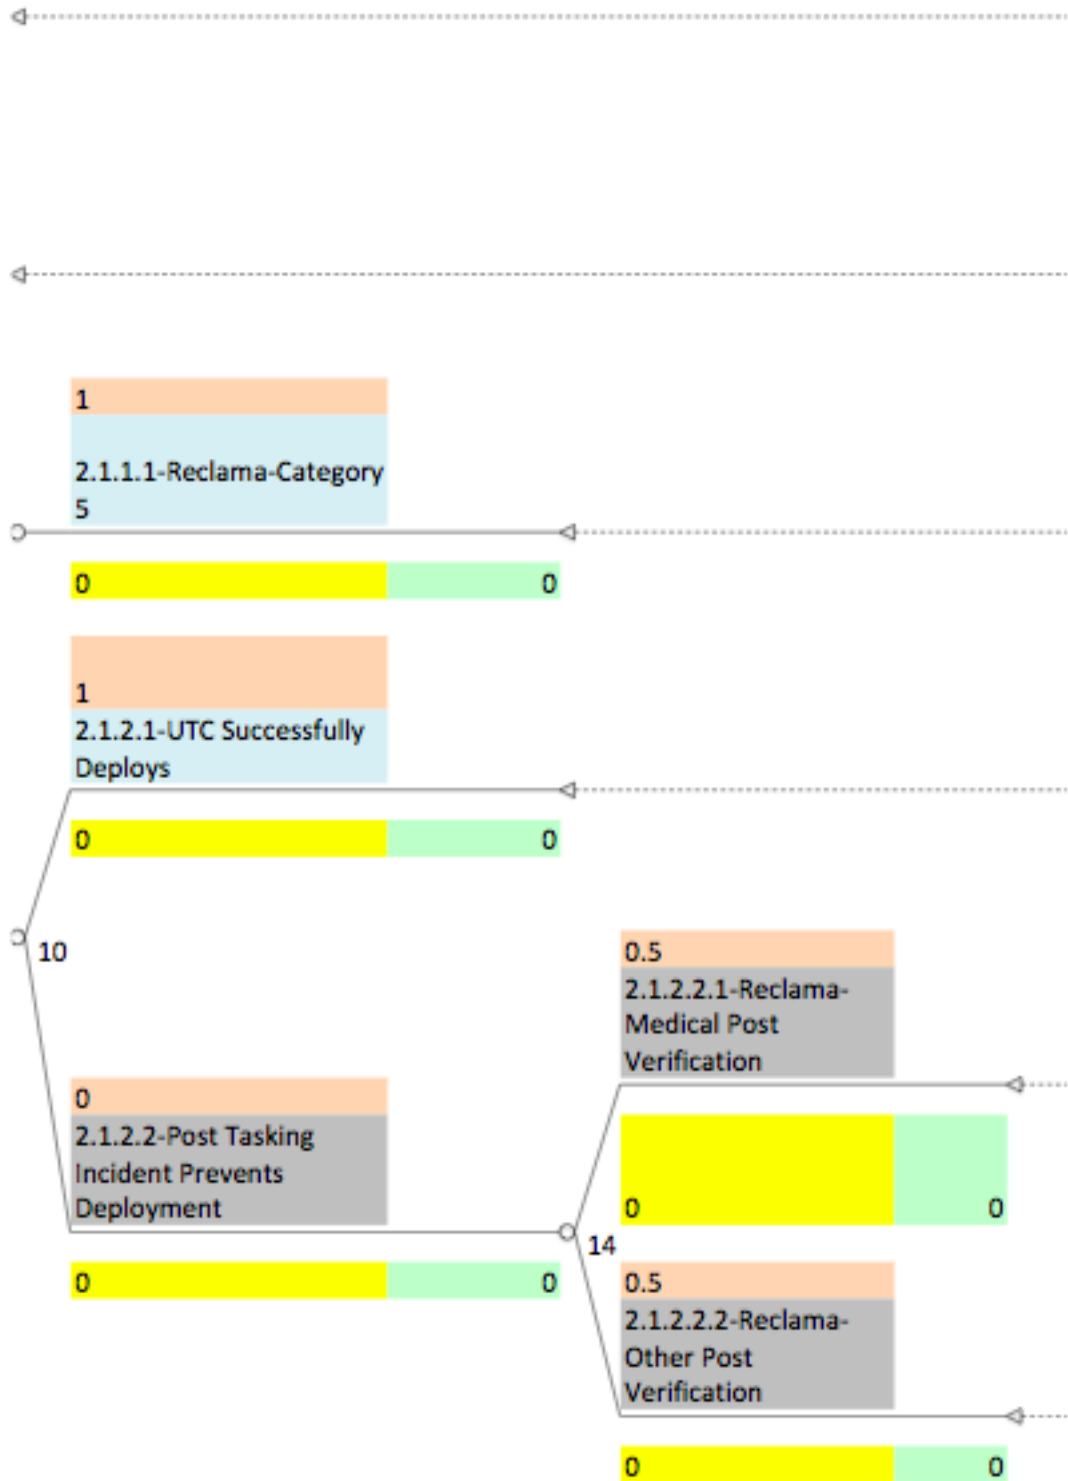 1
2.1.1.1-Reclama-Category
5
0 0
1
2.1.2.1-UTC Successfully
Deploys
0 0
10
0.5
2.1.2.2.1-Reclama-
Medical Post
Verification
0 0
0
2.1.2.2-Post Tasking
Incident Prevents
Deployment
0 0
14
0.5
2.1.2.2.2-Reclama-
Other Post
Verification
0 0